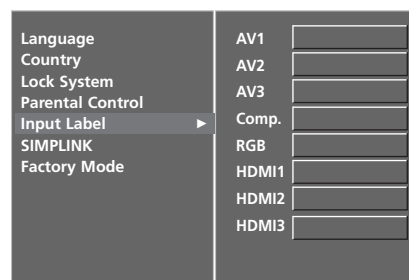 Language
Country
Lock System
Parental Control
Input Label ►
SIMPLINK
Factory Mode
AV1
AV2
AV3
Comp.
RGB
HDMI1
HDMI2
HDMI3